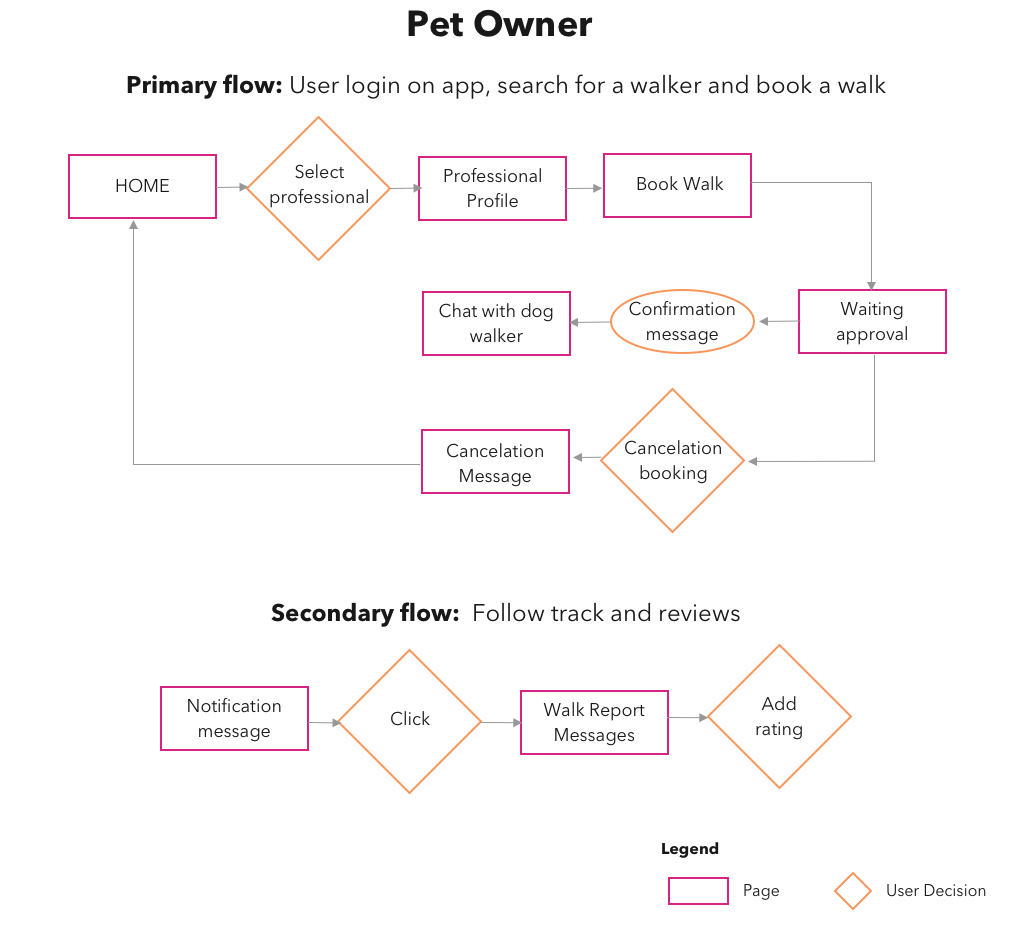 Pet Owner
Primary flow: User login on app, search for a walker and book a walk
HOME
Select
professional
Professional
Profile
Book Walk
Chat with dog
walker
Confirmation
message
Waiting
approval
Cancelation
Message
Cancelation
booking
Secondary flow: Follow track and reviews
Notification
message
Click
Walk Report
Messages
Add
rating
Legend
Page
User Decision